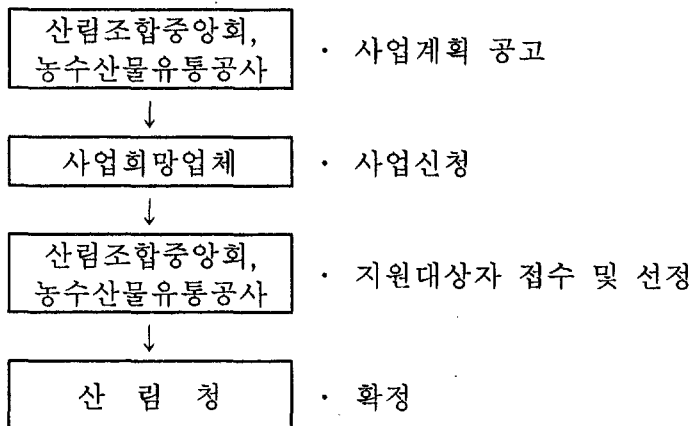 산림조합중앙회,
농수산물유통공사
· 사업계획 공고
↓
사업희망업체
· 사업신청
↓
산림조합중앙회,
농수산물유통공사
· 지원대상자 접수 및 선정
↓
산 림 청
· 확정